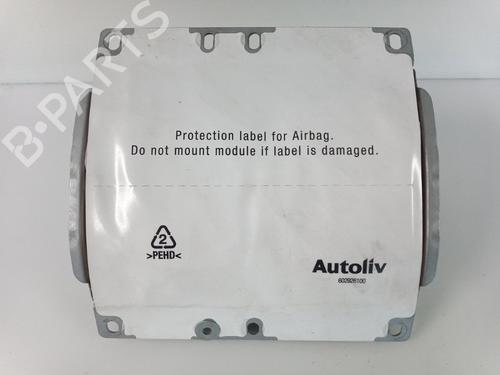 B-PARTS
Protection label for Airbag.
Do not mount module if label is damaged.
2
>PEHD<
Autoliv
602926100